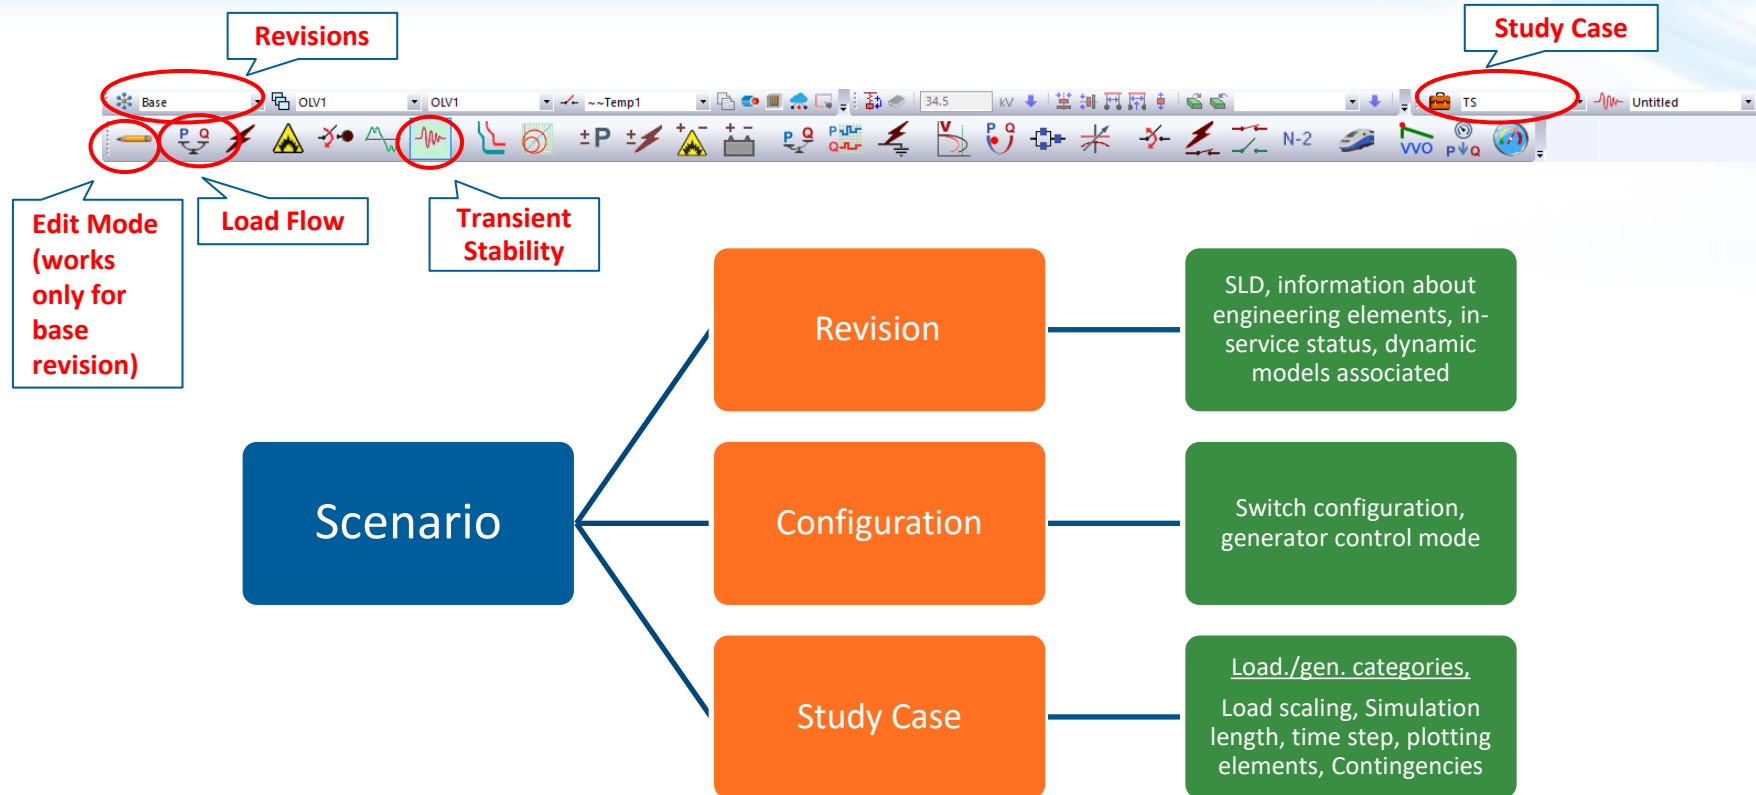 Revisions
Study Case
Base
OLV1
OLV1
~~Temp1
34.5
kV
TS
Untitled
P Q
±P
P Q
P
Q
V
P Q
N-2
VVO
P Q
Edit Mode
(works
only for
base
revision)
Load Flow
Transient
Stability
Scenario
Revision
SLD, information about
engineering elements, in-
service status, dynamic
models associated
Configuration
Switch configuration,
generator control mode
Study Case
Load./gen. categories,
Load scaling, Simulation
length, time step, plotting
elements, Contingencies